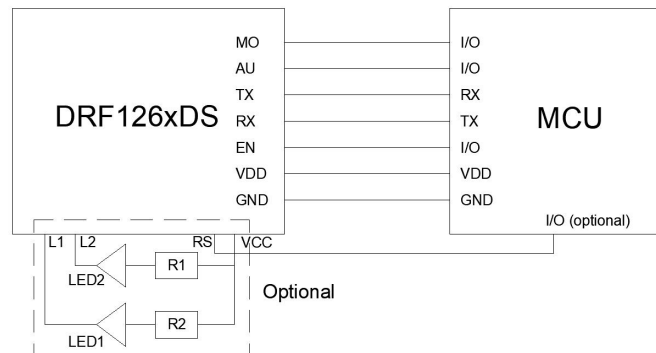 MO
I/O
AU
I/O
TX
RX
DRF126xDS
MCU
RX
TX
EN
I/O
VDD
VDD
GND
GND
I/O (optional)
L1
L2
RS
VCC
R1
LED2
Optional
R2
LED1